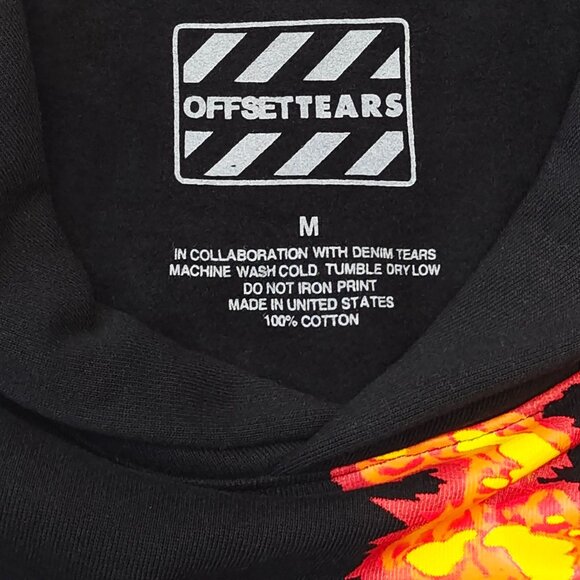 OFFSETTEARS
M
IN COLLABORATION WITH DENIM TEARS
MACHINE WASH COLD. TUMBLE DRY LOW
DO NOT IRON PRINT
MADE IN UNITED STATES
100% COTTON